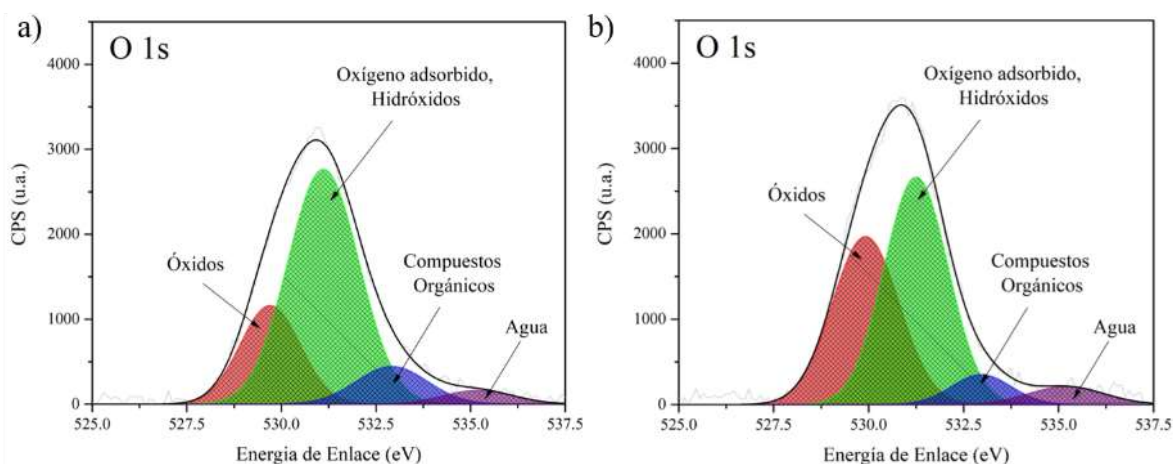 a)
O 1s
4000
3000
2000
1000
0
CPS (u.a.)
Oxígeno adsorbido,
Hidróxidos
Óxidos
Compuestos
Orgánicos
Agua
525.0
527.5
530.0
532.5
535.0
537.5
Energía de Enlace (eV)
b)
O 1s
4000
3000
2000
1000
0
CPS (u.a.)
Oxígeno adsorbido,
Hidróxidos
Óxidos
Compuestos
Orgánicos
Agua
525.0
527.5
530.0
532.5
535.0
537.5
Energía de Enlace (eV)